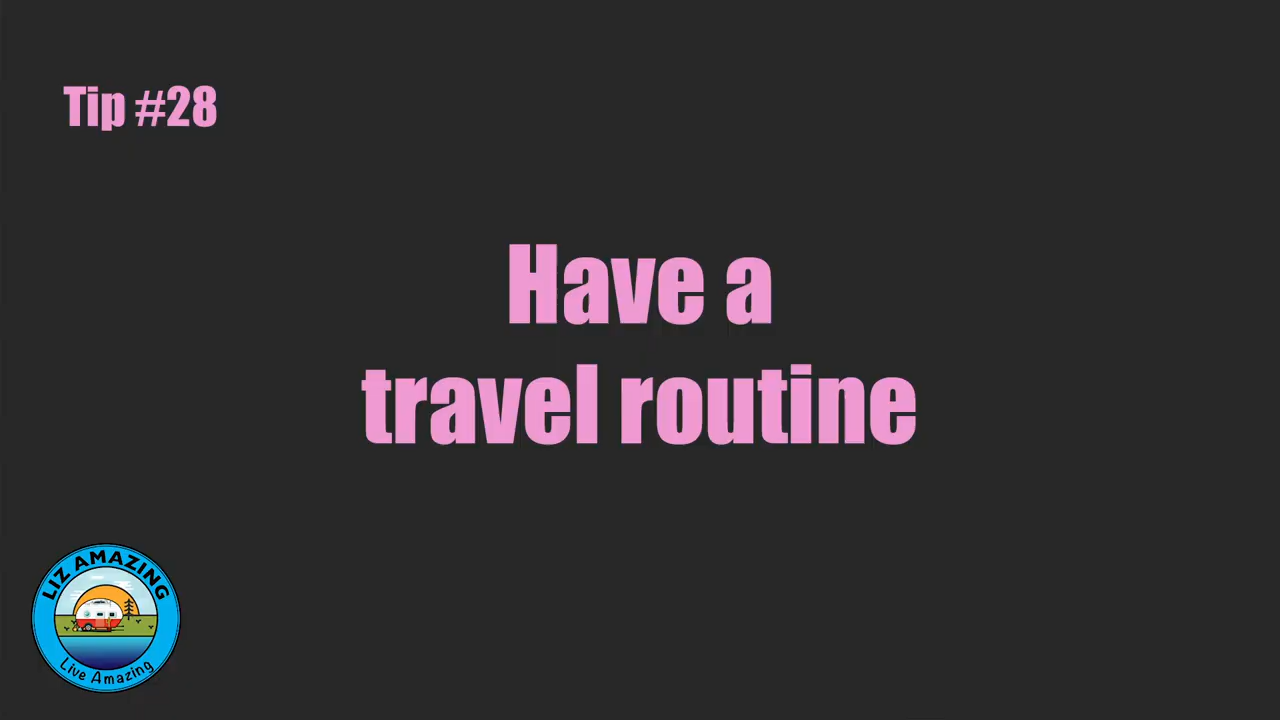 Tip #28
Have a
travel routine
LIZ AMAZING
Live Amazing